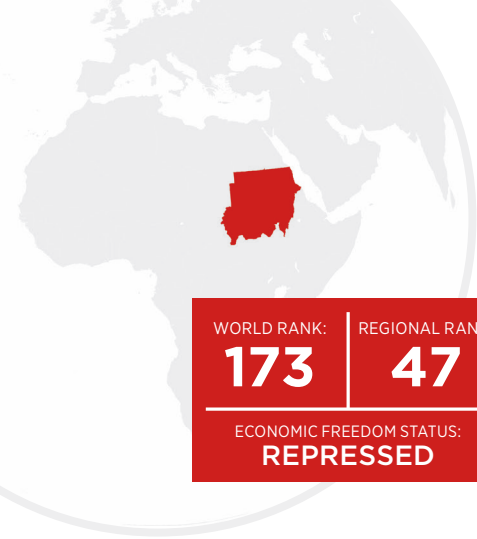 WORLD RANK:
173
REGIONAL RAN
47
ECONOMIC FREEDOM STATUS:
REPRESSED